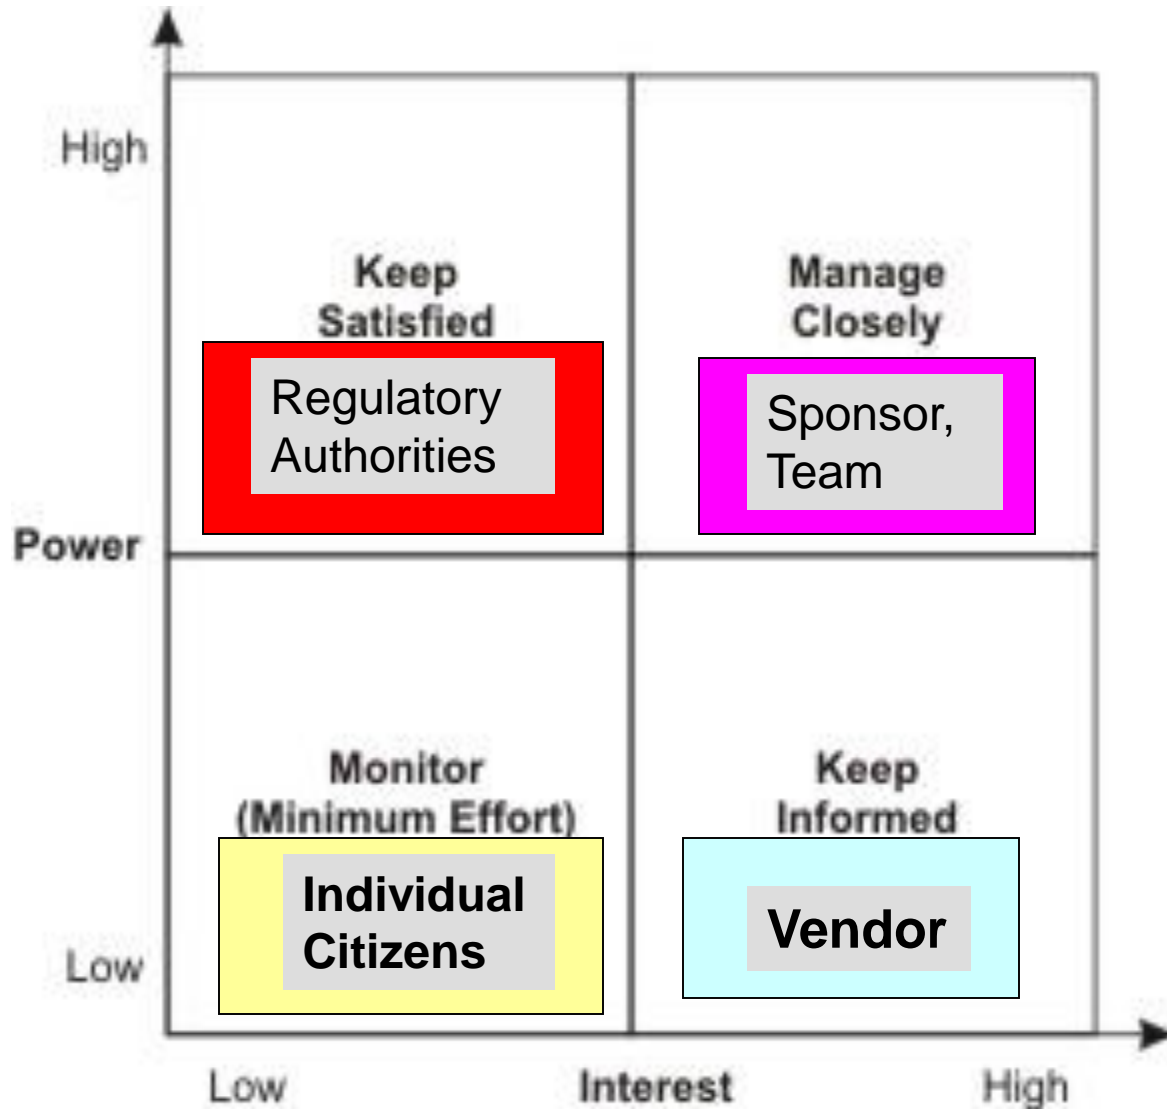 High
Keep
Satisfied
Manage
Closely
Regulatory
Authorities
Sponsor,
Team
Power
Monitor
(Minimum Effort)
Keep
Informed
Individual
Citizens
Vendor
Low
Low
Interest
High